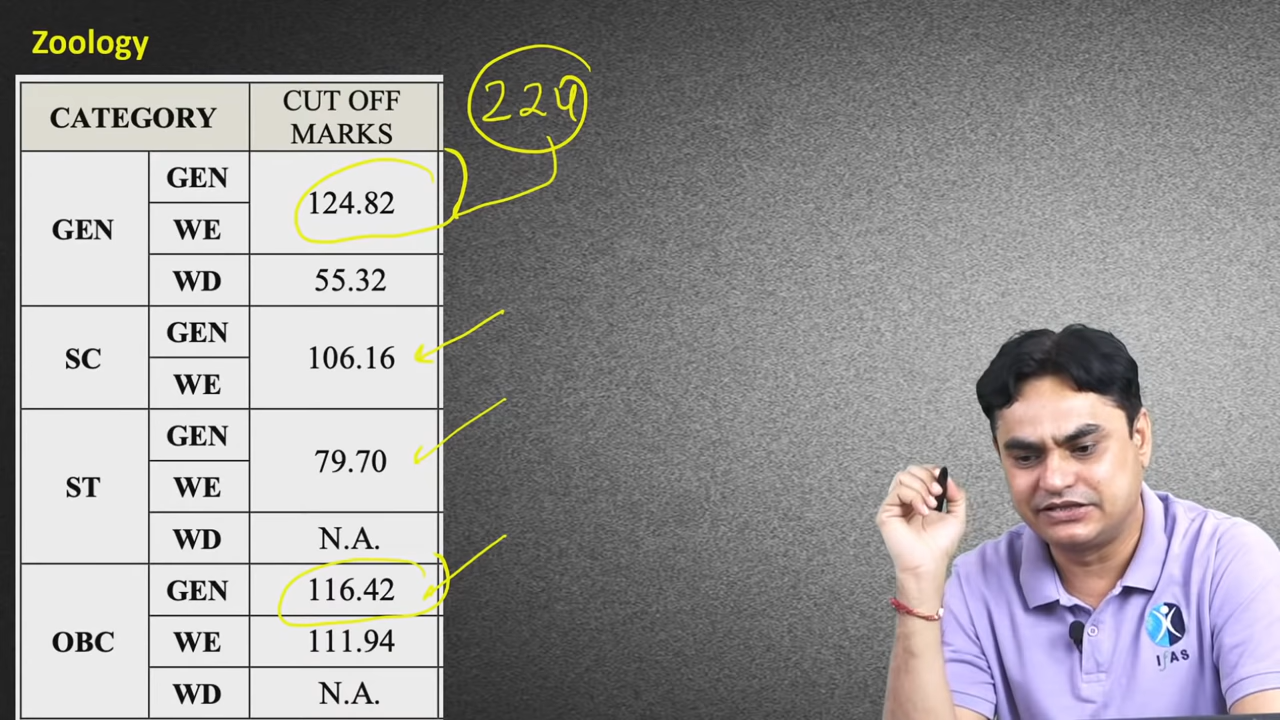 Zoology
224
CATEGORY CUT OFF MARKS
GEN GEN 124.82
WE
WD 55.32
SC GEN 106.16
WE
ST GEN 79.70
WE
WD N.A.
OBC GEN 116.42
WE 111.94
WD N.A.
IFAS